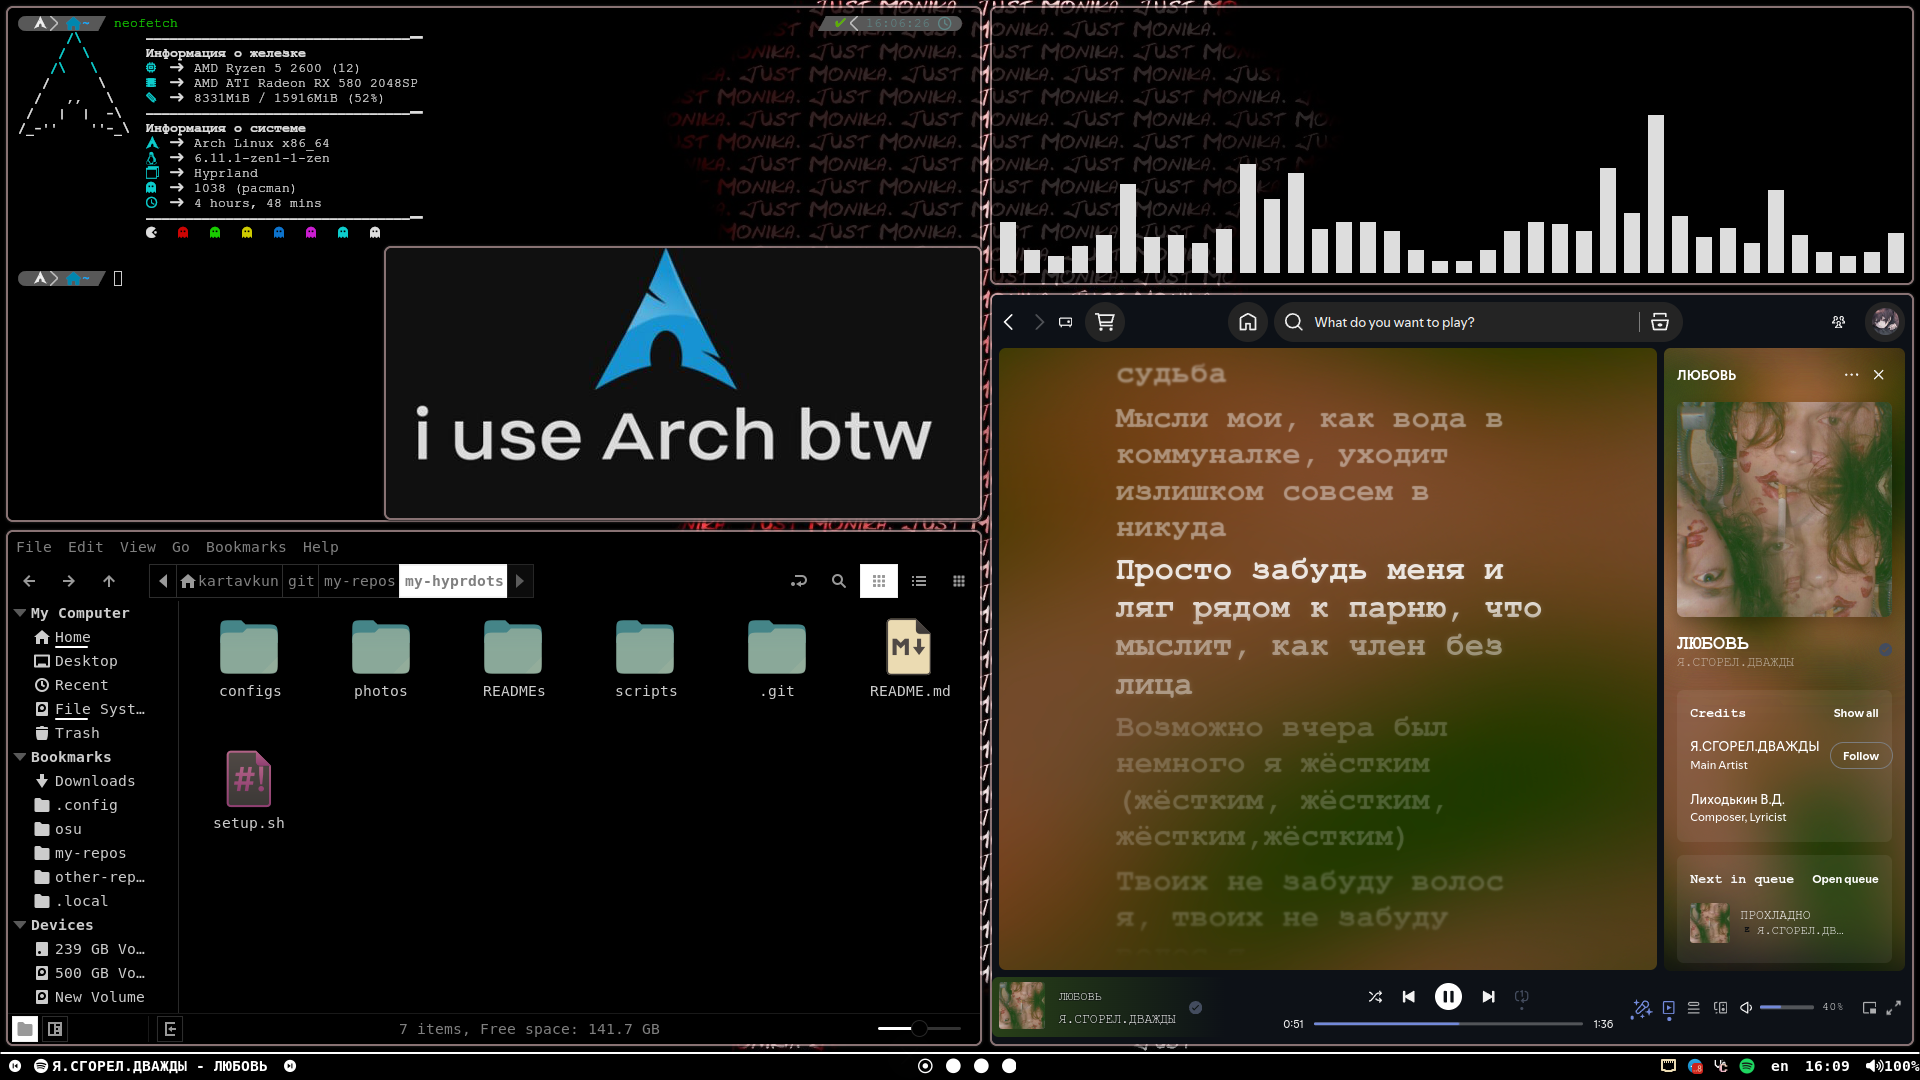 neofetch
16:06:26
Информация о железке
AMD Ryzen 5 2600 (12)
AMD ATI Radeon RX 580 2048SP
8331MiB / 15916MiB (52%)
Информация о системе
Arch Linux x86_64
6.11.1-zen1-1-zen
Hyprland
1038 (pacman)
4 hours, 48 mins
~
i use Arch btw
JUST MONIKA.
File Edit View Go Bookmarks Help
kartavkun git my-repos my-hyprdots
My Computer
Home
Desktop
Recent
File Syst…
Trash
Bookmarks
Downloads
.config
osu
my-repos
other-rep…
.local
Devices
239 GB Vo…
500 GB Vo…
New Volume
configs photos READMEs scripts .git README.md
setup.sh
7 items, Free space: 141.7 GB
What do you want to play?
судьба
Мысли мои, как вода в
коммуналке, уходит
излишком совсем в
никуда
Просто забудь меня и
ляг рядом к парню, что
мыслит, как член без
лица
Возможно вчера был
немного я жёстким
(жёстким, жёстким,
жёстким,жёстким)
Твоих не забуду волос
я, твоих не забуду
ЛЮБОВЬ
ЛЮБОВЬ
Я.СГОРЕЛ.ДВАЖДЫ
Credits Show all
Я.СГОРЕЛ.ДВАЖДЫ
Main Artist
Follow
Лиходькин В.Д.
Composer, Lyricist
Next in queue Open queue
ПРОХЛАДНО
Я.СГОРЕЛ.ДВ…
ЛЮБОВЬ
Я.СГОРЕЛ.ДВАЖДЫ
0:51 1:36
40%
Я.СГОРЕЛ.ДВАЖДЫ - ЛЮБОВЬ
en 16:09 100%